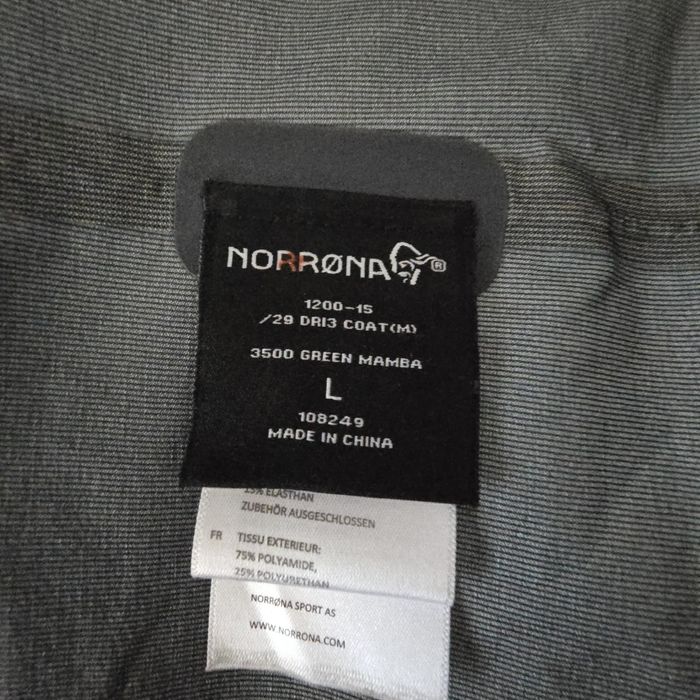 NORRØNA®
1200-15
/29 DRI3 COAT(M)
3500 GREEN MAMBA
L
108249
MADE IN CHINA
15% ELASTHAN
ZUBEHÖR AUSGESCHLOSSEN
FR TISSU EXTERIEUR:
75% POLYAMIDE,
25% POLYURETHAN
NORRØNA SPORT AS
WWW.NORRONA.COM